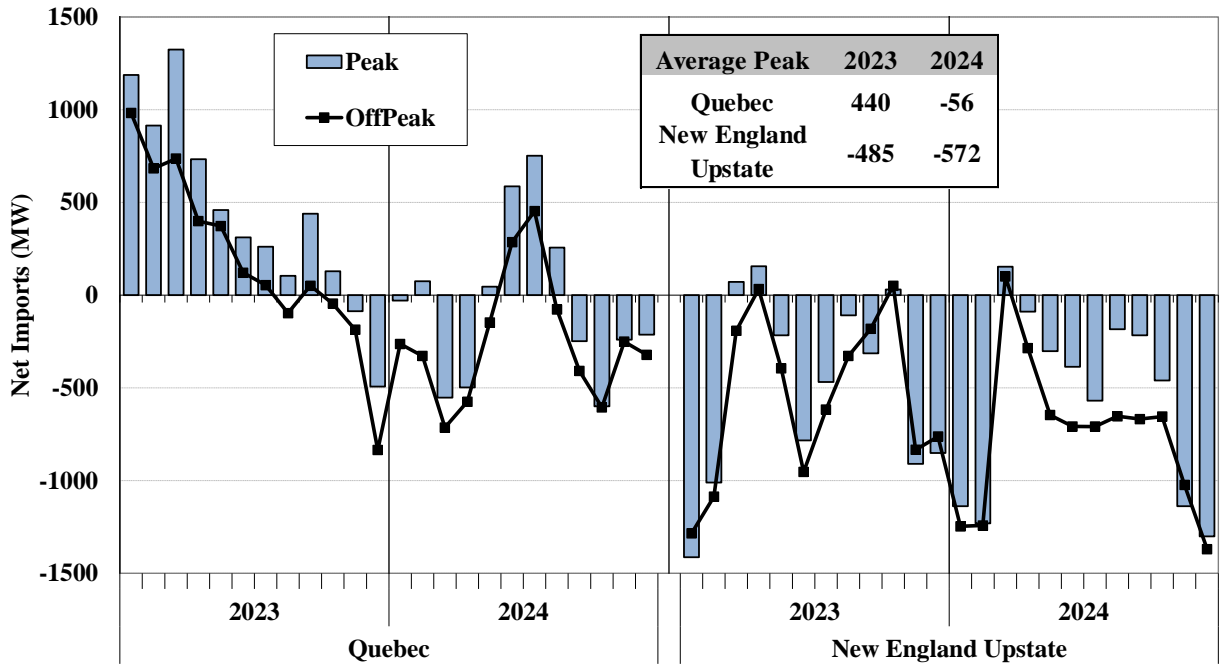 1500
1000
500
0
-500
-1000
-1500
Net Imports (MW)
Peak
OffPeak
Average Peak 2023 2024
Quebec 440 -56
New England
Upstate -485 -572
2023 2024 2023 2024
Quebec New England Upstate